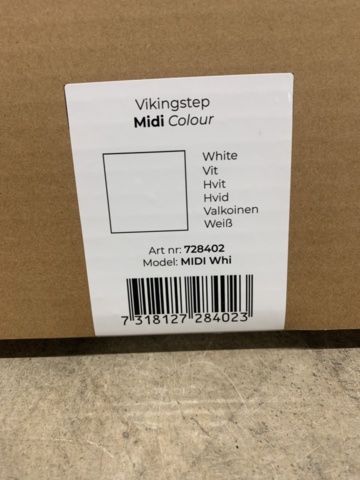 Vikingstep
Midi Colour
White
Vit
Hvit
Hvid
Valkoinen
Weiß
Art nr: 728402
Model: MIDI Whi
7 318127 284023